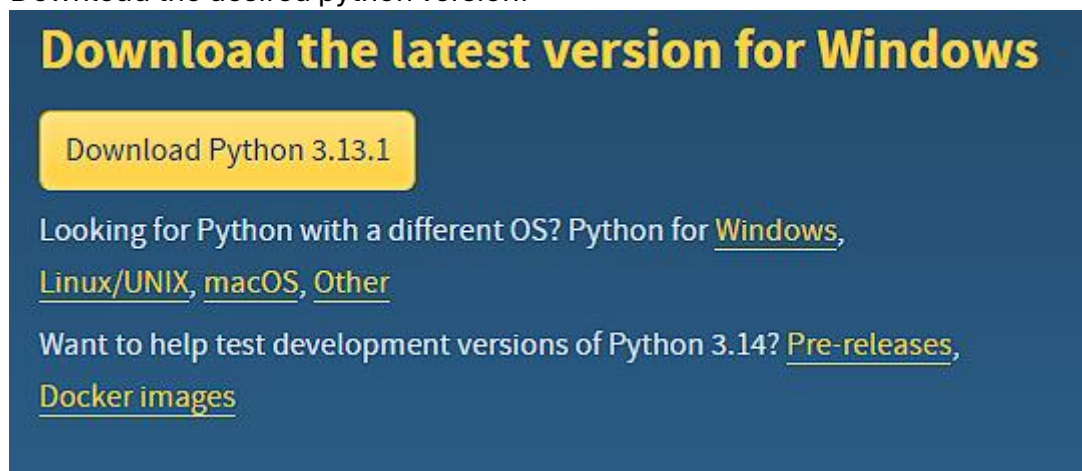 Download the desired python version.
Download the latest version for Windows
Download Python 3.13.1
Looking for Python with a different OS? Python for Windows,
Linux/UNIX, macOS, Other
Want to help test development versions of Python 3.14? Pre-releases,
Docker images